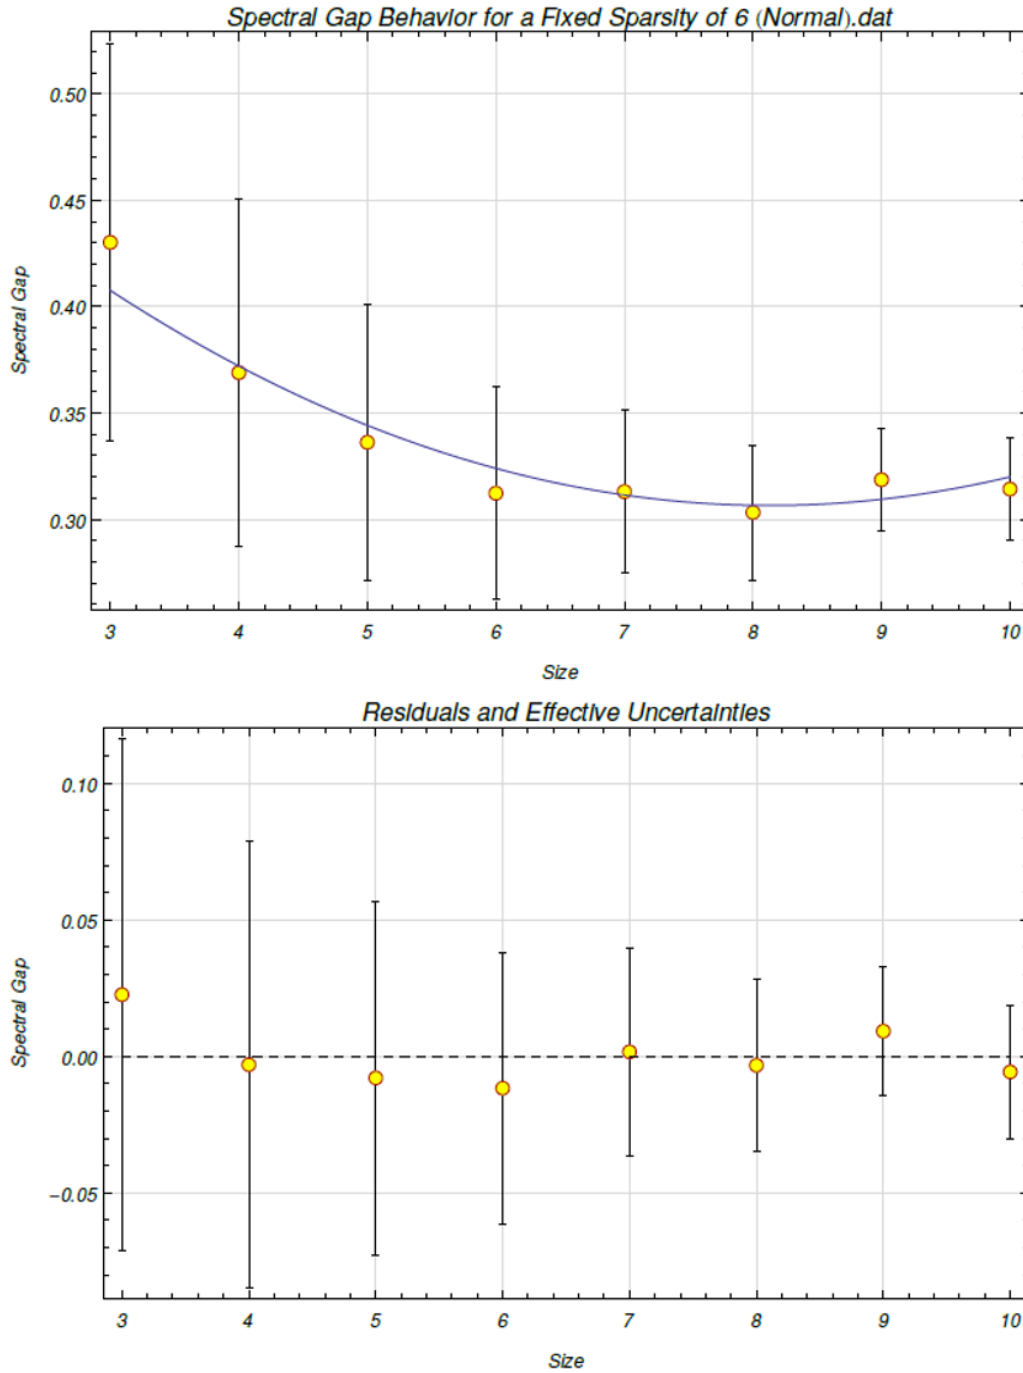 Spectral Gap Behavior for a Fixed Sparsity of 6 (Normal).dat
0.50
0.45
0.40
0.35
0.30
Spectral Gap
3 4 5 6 7 8 9 10
Size
Residuals and Effective Uncertainties
0.10
0.05
0.00
−0.05
Spectral Gap
3 4 5 6 7 8 9 10
Size